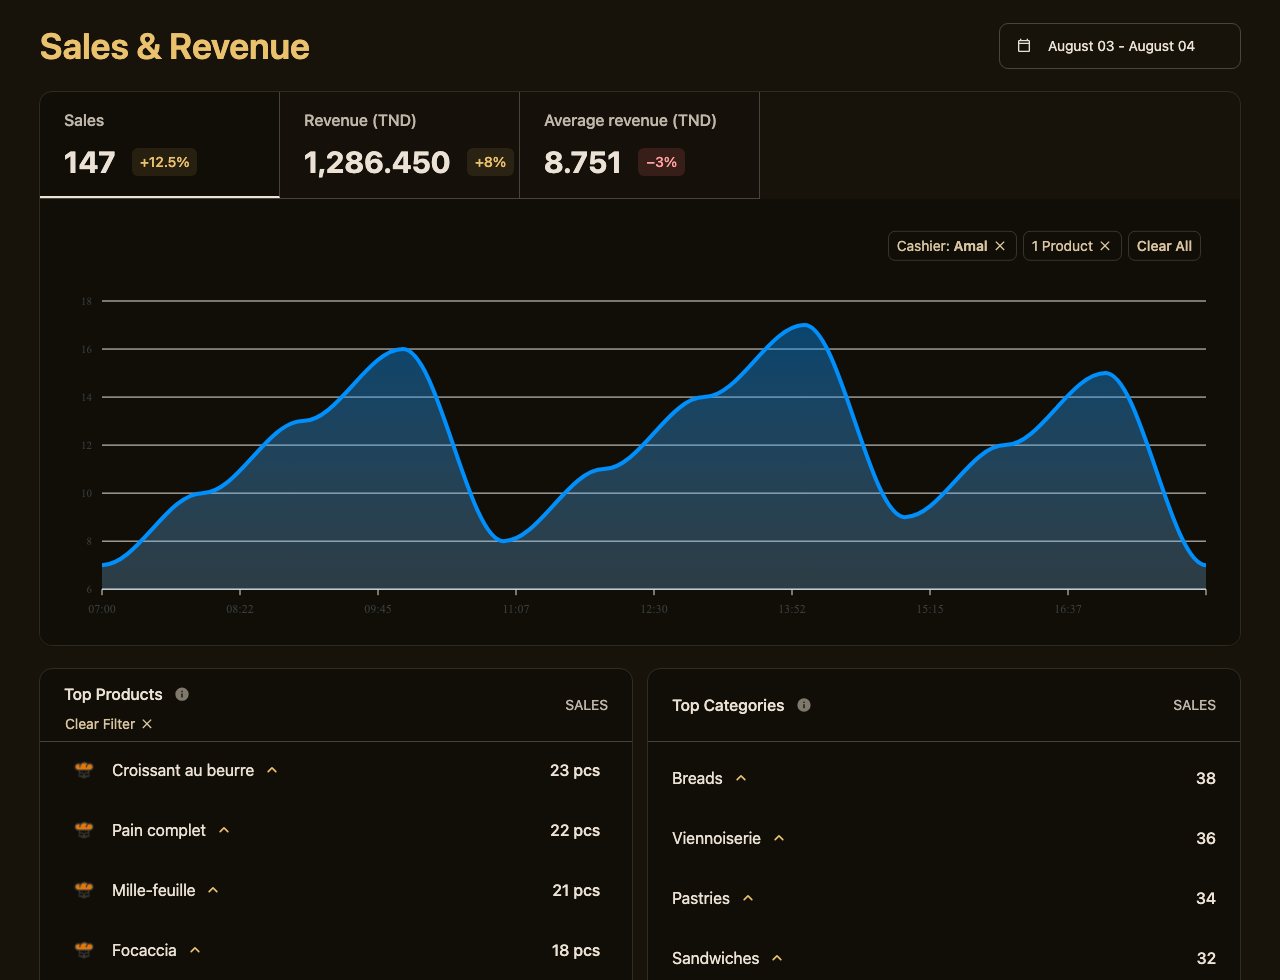 Sales & Revenue
August 03 - August 04
Sales
147 +12.5%
Revenue (TND)
1,286.450 +8%
Average revenue (TND)
8.751 −3%
Cashier: Amal ✕
1 Product ✕
Clear All
18
16
14
12
10
8
6
07:00 08:22 09:45 11:07 12:30 13:52 15:15 16:37
Top Products
SALES
Clear Filter ✕
Croissant au beurre 23 pcs
Pain complet 22 pcs
Mille-feuille 21 pcs
Focaccia 18 pcs
Top Categories
SALES
Breads 38
Viennoiserie 36
Pastries 34
Sandwiches 32